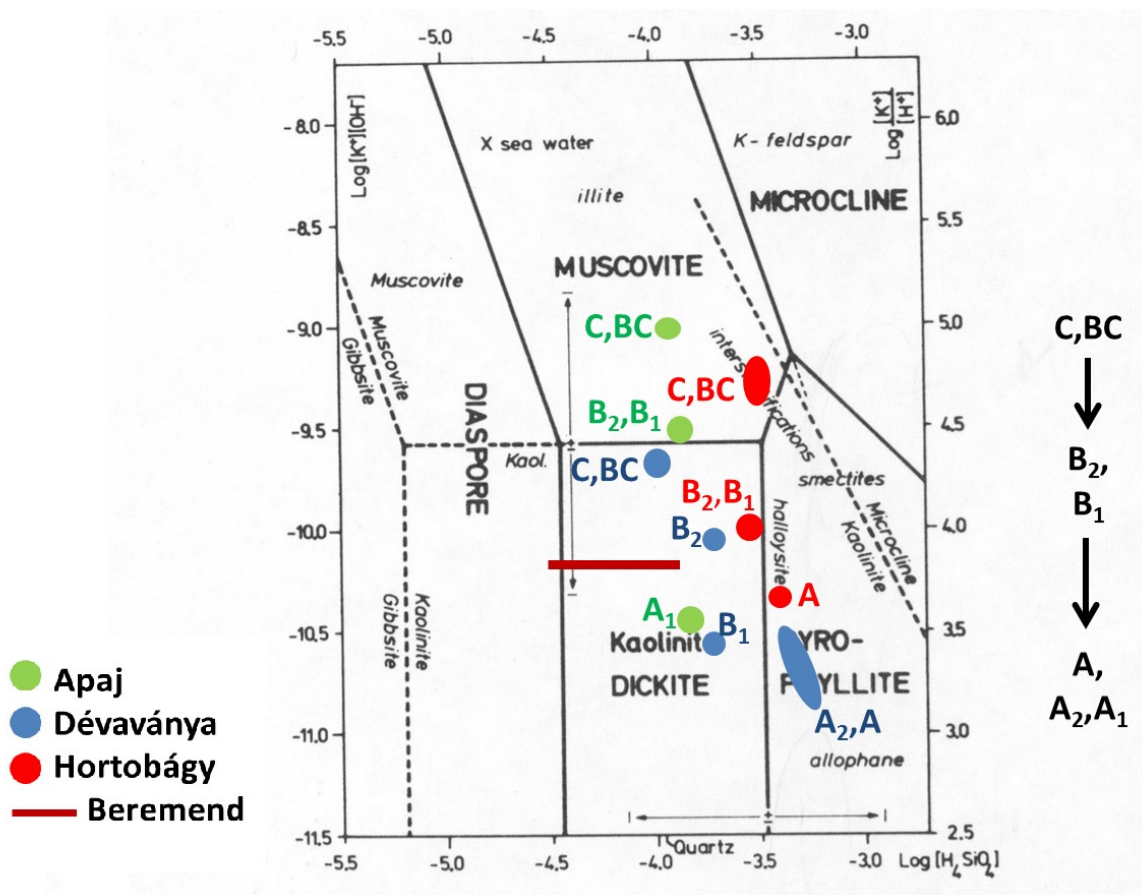 -5.5 -5.0 -4.5 -4.0 -3.5 -3.0
-8.0
-8.5
-9.0
-9.5
-10.0
-10.5
-11.0
-11.5
Log[K⁺][OH⁻]
Log [K⁺]/[H⁺]
6.0
5.5
5.0
4.5
4.0
3.5
3.0
2.5
X sea water
K-feldspar
illite
MICROCLINE
MUSCOVITE
Muscovite
Muscovite
Gibbsite
DIASPORE
C,BC
C,BC
B₂,B₁
Kaol.
C,BC
smectites
B₂,B₁
B₂
halloysite
Microcline
Kaolinite
A
A₁
B₁
Kaolinite
Gibbsite
DICKITE
A₂,A
allophane
Quartz
-5.5 -5.0 -4.5 -4.0 -3.5 -3.0 Log [H₄SiO₄]
Apaj
Dévaványa
Hortobágy
Beremend
C,BC
B₂,
B₁
A,
A₂,A₁